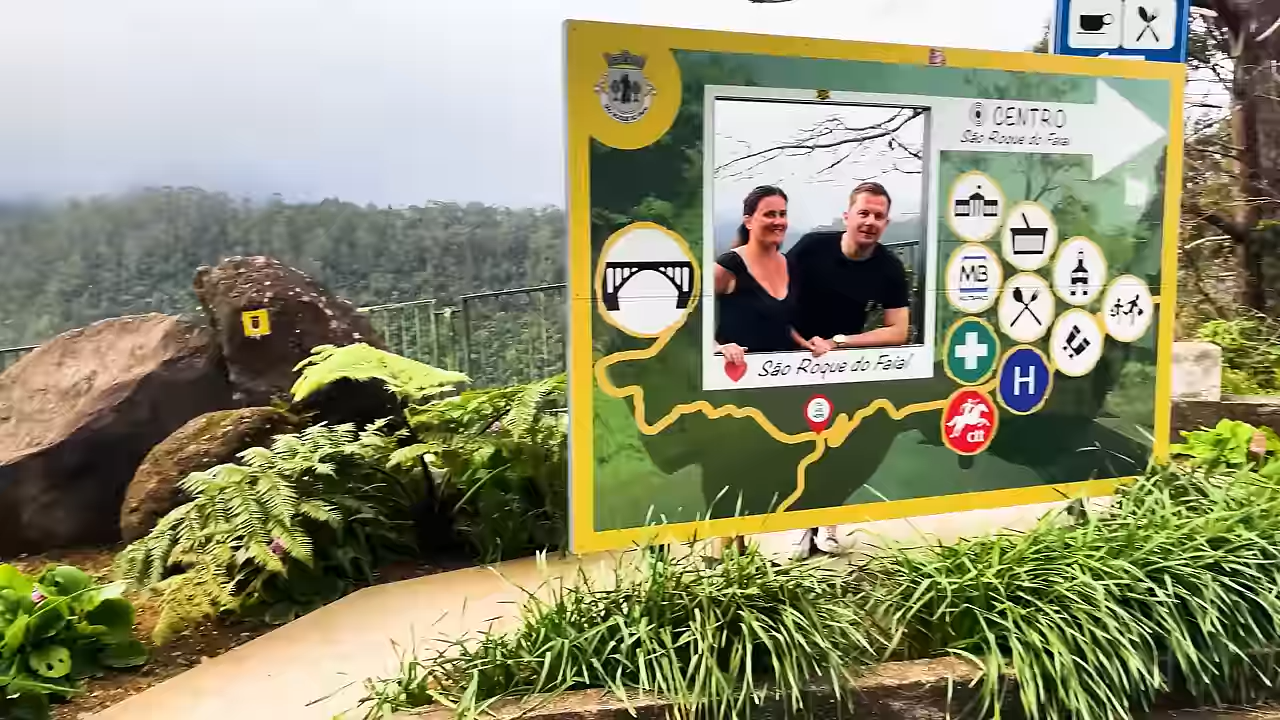 CENTRO
São Roque do Faial
MB
H
ctt
São Roque do Faial!